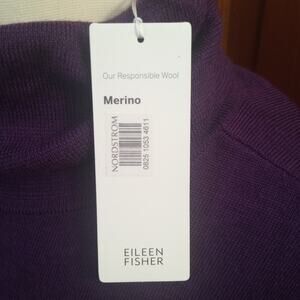 Our Responsible Wool
Merino
NORDSTROM
0825 1053 4611
EILEEN
FISHER